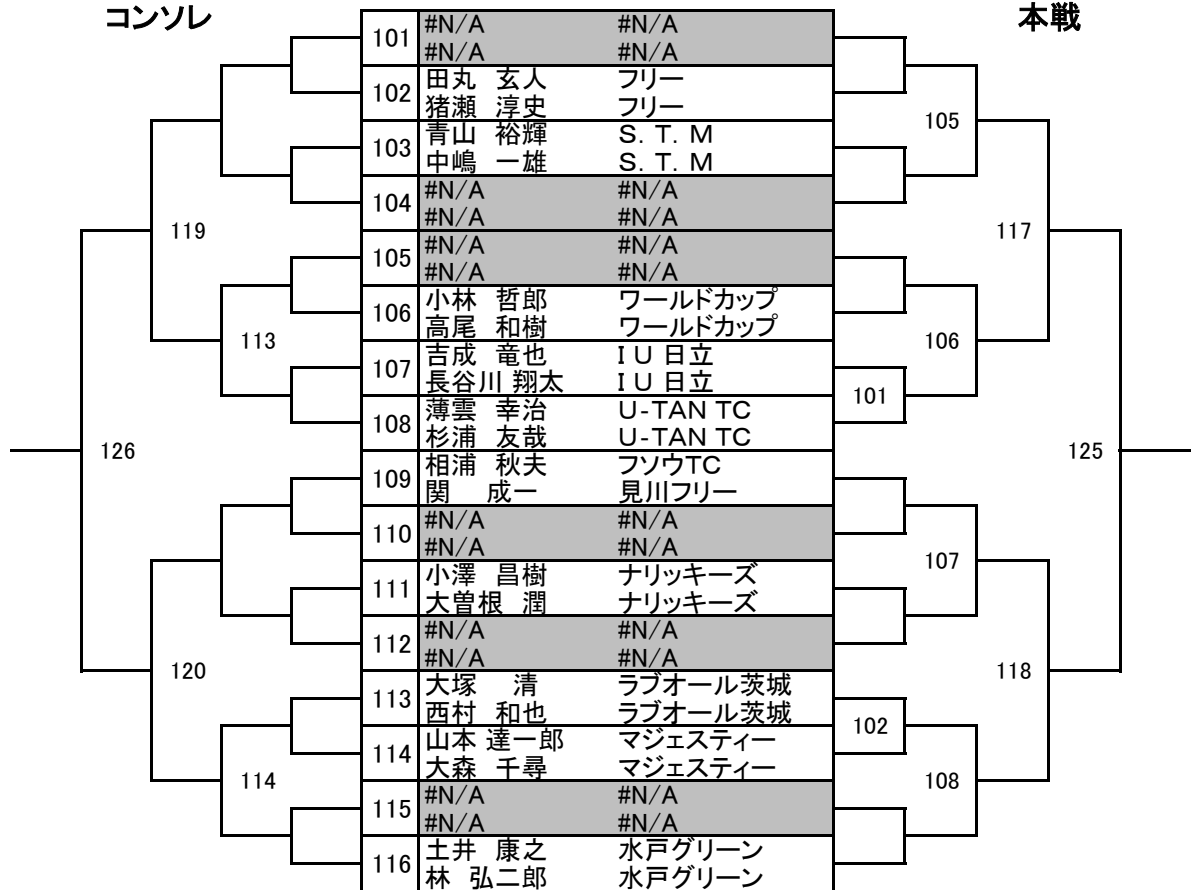 コンソレ 本戦
101 #N/A #N/A
#N/A #N/A
102 田丸 玄人 フリー
猪瀬 淳史 フリー
103 青山 裕輝 S. T. M
105
中嶋 一雄 S. T. M
104 #N/A #N/A
#N/A #N/A
119 117
105 #N/A #N/A
#N/A #N/A
106 小林 哲郎 ワールドカップ
高尾 和樹 ワールドカップ
113 106
107 吉成 竜也 I U 日立
長谷川 翔太 I U 日立
101
108 薄雲 幸治 U-TAN TC
杉浦 友哉 U-TAN TC
126 125
109 相浦 秋夫 フソウTC
関 成一 見川フリー
110 #N/A #N/A
#N/A #N/A
107
111 小澤 昌樹 ナリッキーズ
大曽根 潤 ナリッキーズ
112 #N/A #N/A
#N/A #N/A
120 118
113 大塚 清 ラブオール茨城
西村 和也 ラブオール茨城
102
114 山本 達一郎 マジェスティー
大森 千尋 マジェスティー
114 108
115 #N/A #N/A
#N/A #N/A
116 土井 康之 水戸グリーン
林 弘二郎 水戸グリーン